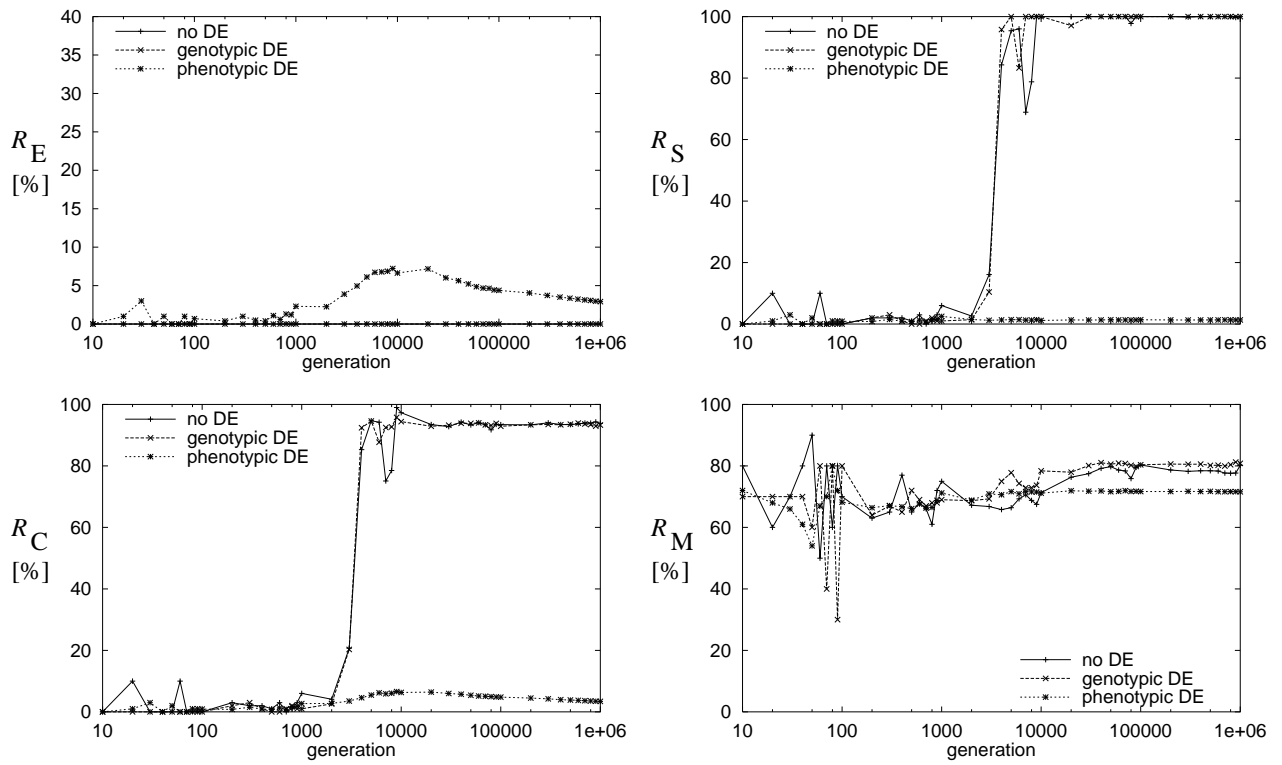 40
35
30
25
20
15
10
5
0
R E
[%]
no DE
genotypic DE
phenotypic DE
10 100 1000 10000 100000 1e+06
generation
100
80
60
40
20
0
R S
[%]
no DE
genotypic DE
phenotypic DE
10 100 1000 10000 100000 1e+06
generation
100
80
60
40
20
0
R C
[%]
no DE
genotypic DE
phenotypic DE
10 100 1000 10000 100000 1e+06
generation
100
80
60
40
20
0
R M
[%]
no DE
genotypic DE
phenotypic DE
10 100 1000 10000 100000 1e+06
generation